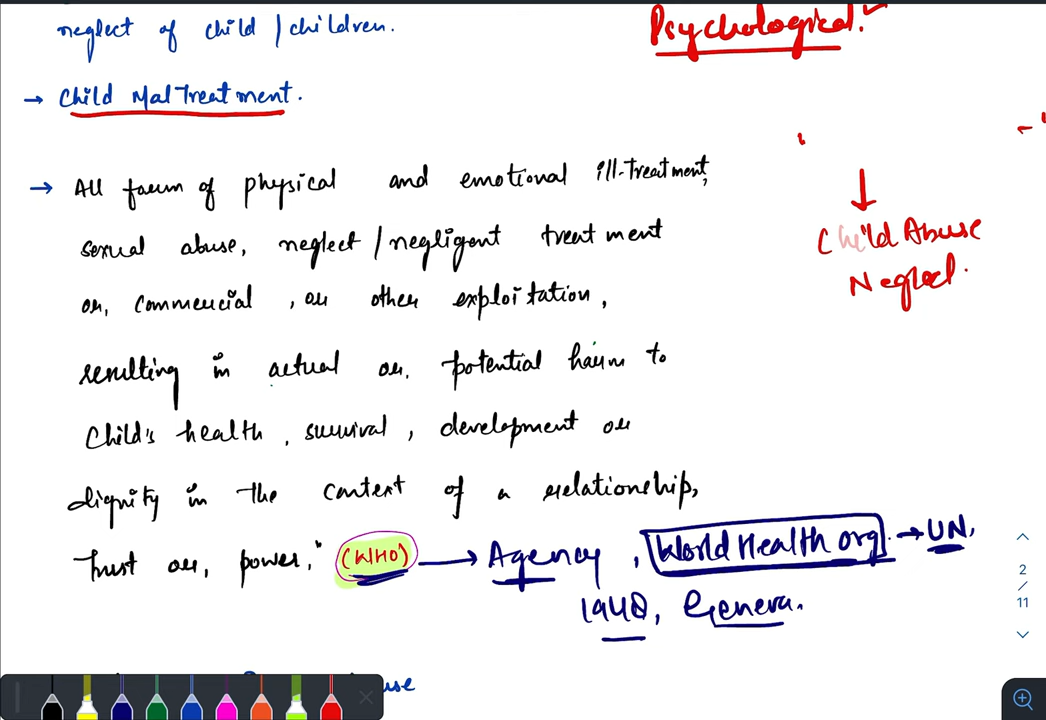 neglect of child / children.
Psychological.
→ Child Mal Treatment.
→ All form of physical and emotional ill-treatment,
sexual abuse, neglect / negligent treatment
or, commercial, or other exploitation,
resulting in actual or, potential harm to
child's health, survival, development or
dignity in the context of a relationship,
trust or, power." (WHO) → Agency, World Health org. → UN,
1948, Geneva.
↓
Child Abuse
Neglect.
2
/
11